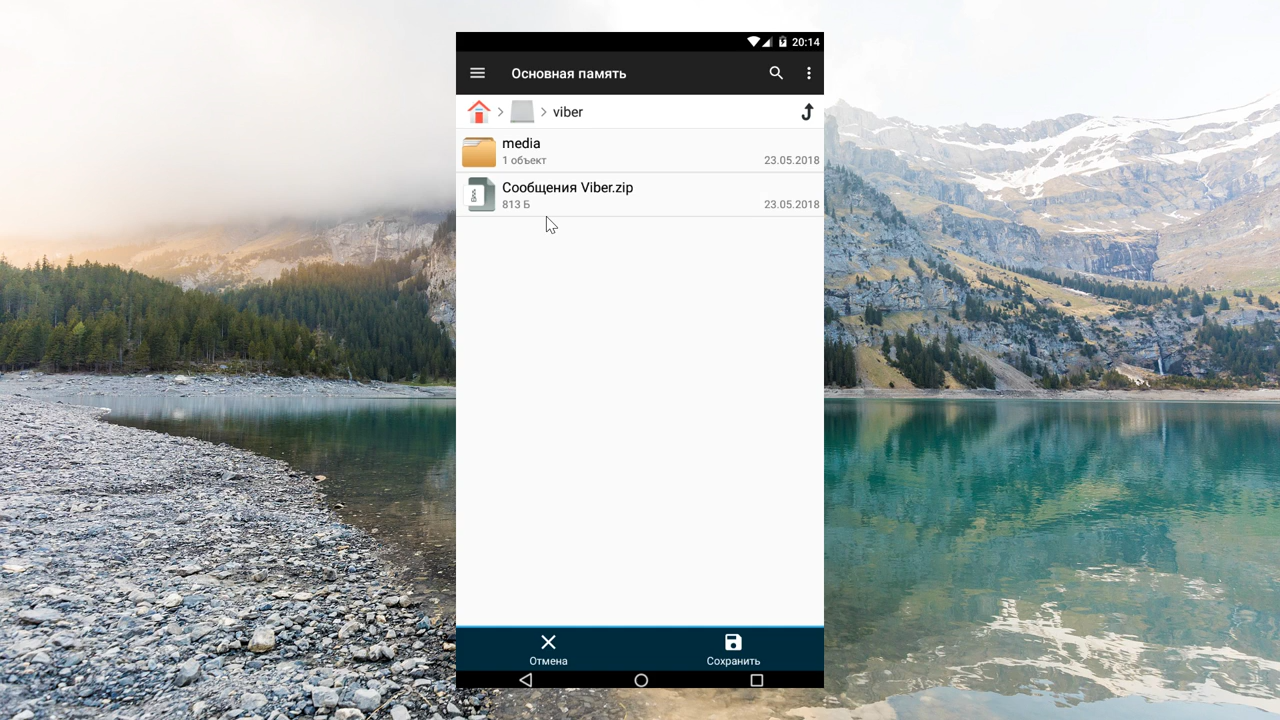 20:14
Основная память
viber
media
1 объект
23.05.2018
Сообщения Viber.zip
813 Б
23.05.2018
Отмена
Сохранить